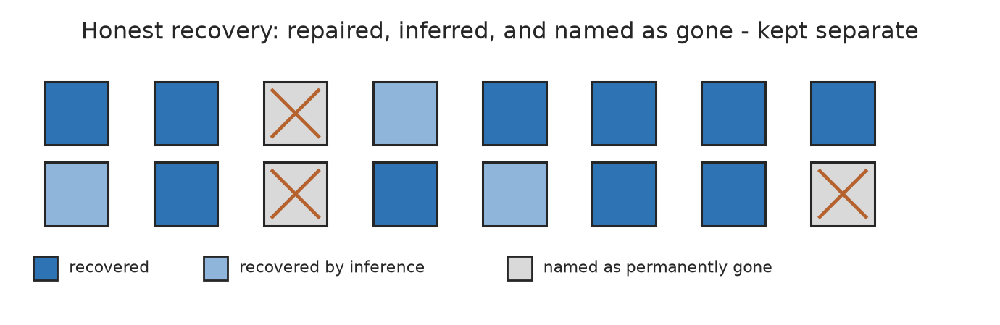 Honest recovery: repaired, inferred, and named as gone - kept separate
recovered
recovered by inference
named as permanently gone